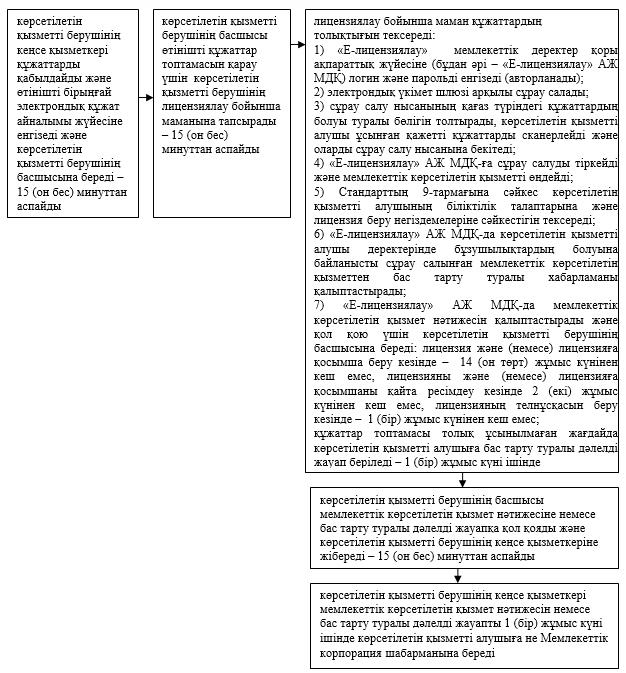 көрсетілетін
қызметті берушінің
кеңсе қызметкері
құжаттарды
қабылдайды және
өтінішті бірыңғай
электрондық құжат
айналымы жүйесіне
енгізеді және
көрсетілетін
қызметті берушінің
басшысына береді –
15 (он бес) минуттан
аспайды
көрсетілетін қызметті
берушінің басшысы
өтінішті құжаттар
топтамасын қарау
үшін көрсетілетін
қызметті берушінің
лицензиялау бойынша
маманына тапсырады
– 15 (он бес)
минуттан аспайды
лицензиялау бойынша маман құжаттардың
толықтығын тексереді:
1) «Е-лицензиялау» мемлекеттік деректер қоры
ақпараттық жүйесіне (бұдан әрі – «Е-лицензиялау» АЖ
МДҚ) логин және парольді енгізеді (авторланады);
2) электрондық үкімет шлюзі арқылы сұрау салады;
3) сұрау салу нысанының қағаз түріндегі құжаттардың
болуы туралы бөлігін толтырады, көрсетілетін қызметті
алушы ұсынған қажетті құжаттарды сканерлейді және
оларды сұрау салу нысанына бекітеді;
4) «Е-лицензиялау» АЖ МДҚ-ға сұрау салуды тіркейді
және мемлекеттік көрсетілетін қызметті өңдейді;
5) Стандарттың 9-тармағына сәйкес көрсетілетін
қызметті алушының біліктілік талаптарына және
лицензия беру негіздемелеріне сәйкестігін тексереді;
6) «Е-лицензиялау» АЖ МДҚ-да көрсетілетін қызметті
алушы деректерінде бұзушылықтардың болуына
байланысты сұрау салынған мемлекеттік көрсетілетін
қызметтен бас тарту туралы хабарламаны
қалыптастырады;
7) «Е-лицензиялау» АЖ МДҚ-да мемлекеттік
көрсетілетін қызмет нәтижесін қалыптастырады және
қол қою үшін көрсетілетін қызметті берушінің
басшысына береді: лицензия және (немесе) лицензияға
қосымша беру кезінде – 14 (он төрт) жұмыс күнінен
кеш емес, лицензияны және (немесе) лицензияға
қосымшаны қайта ресімдеу кезінде 2 (екі) жұмыс
күнінен кеш емес, лицензияның телнұсқасын беру
кезінде – 1 (бір) жұмыс күнінен кеш емес;
құжаттар топтамасы толық ұсынылмаған жағдайда
көрсетілетін қызметті алушыға бас тарту туралы дәлелді
жауап беріледі – 1 (бір) жұмыс күні ішінде
көрсетілетін қызметті берушінің басшысы
мемлекеттік көрсетілетін қызмет нәтижесіне немесе
бас тарту туралы дәлелді жауапқа қол қояды және
көрсетілетін қызметті берушінің кеңсе қызметкеріне
жібереді – 15 (он бес) минуттан аспайды
көрсетілетін қызметті берушінің кеңсе қызметкері
мемлекеттік көрсетілетін қызмет нәтижесін немесе
бас тарту туралы дәлелді жауапты 1 (бір) жұмыс күні
ішінде көрсетілетін қызметті алушыға не Мемлекеттік
корпорация шабарманына береді